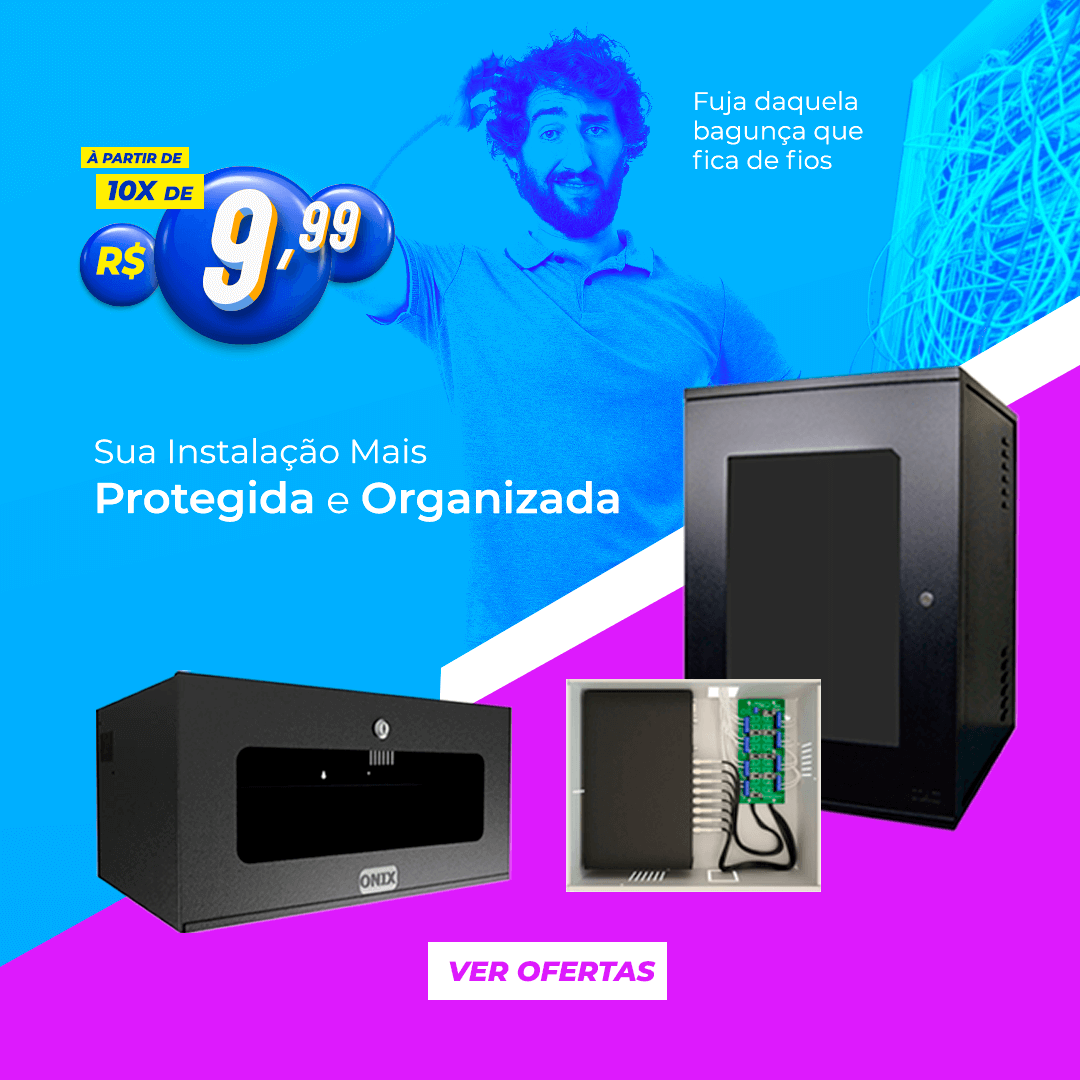 Fuja daquela
bagunça que
fica de fios
À PARTIR DE
10X DE
R$ 9,99
Sua Instalação Mais
Protegida e Organizada
ONIX
VER OFERTAS